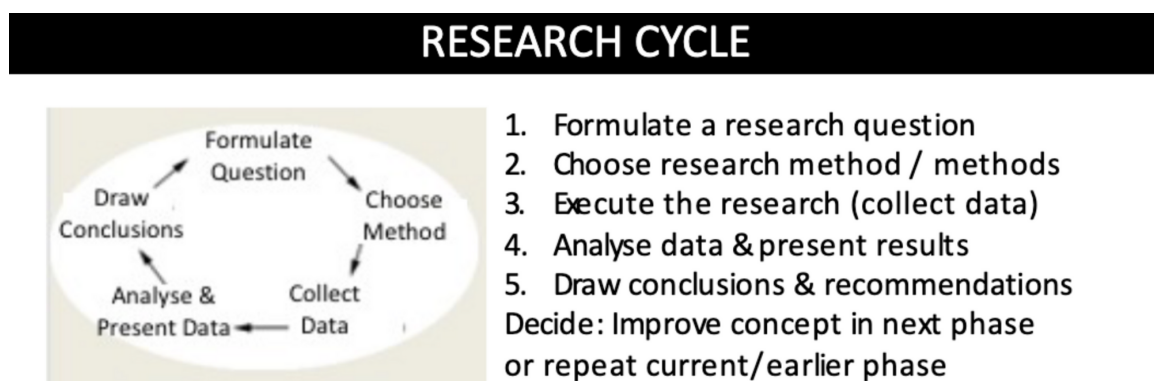 RESEARCH CYCLE
Formulate
Question
Choose
Method
Collect
Data
Analyse &
Present Data
Draw
Conclusions
1. Formulate a research question
2. Choose research method / methods
3. Execute the research (collect data)
4. Analyse data & present results
5. Draw conclusions & recommendations
Decide: Improve concept in next phase
or repeat current/earlier phase